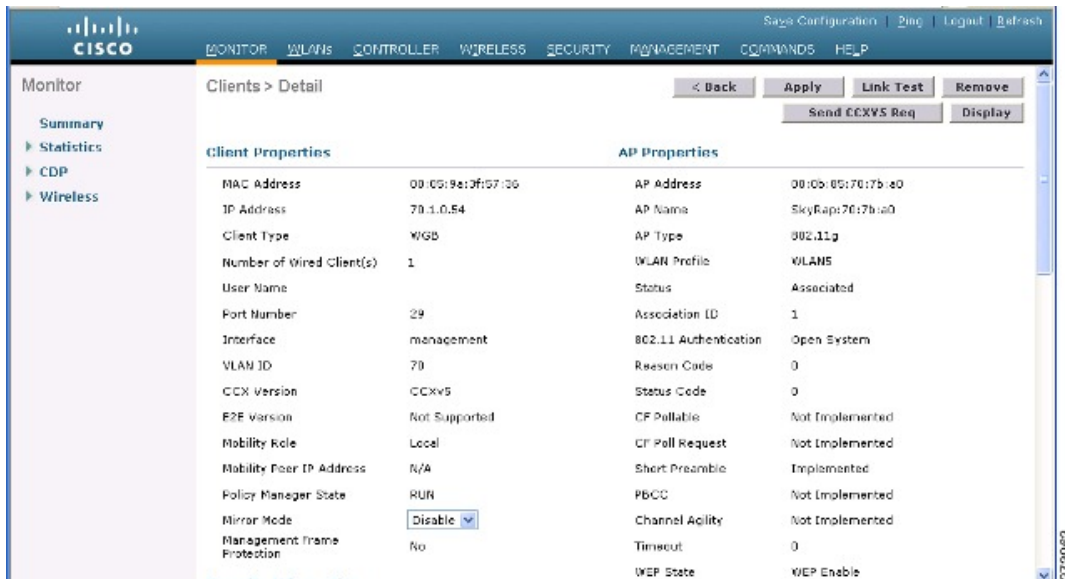 Save Configuration | Ping | Logout | Refresh
CISCO
MONITOR WLANs CONTROLLER WIRELESS SECURITY MANAGEMENT COMMANDS HELP
Monitor
Summary
Statistics
CDP
Wireless
Clients > Detail
< Back Apply Link Test Remove
Send CCXV5 Req Display
Client Properties
MAC Address 00:05:9a:3f:57:36
IP Address 70.1.0.54
Client Type WGB
Number of Wired Client(s) 1
User Name
Port Number 29
Interface management
VLAN ID 70
CCX Version CCXv5
E2E Version Not Supported
Mobility Role Local
Mobility Peer IP Address N/A
Policy Manager State RUN
Mirror Mode Disable
Management Frame
Protection No
AP Properties
AP Address 00:0b:85:70:7b:a0
AP Name SkyRap:70:7b:a0
AP Type 802.11g
WLAN Profile WLAN5
Status Associated
Association ID 1
802.11 Authentication Open System
Reason Code 0
Status Code 0
CF Pollable Not Implemented
CF Poll Request Not Implemented
Short Preamble Implemented
PBCC Not Implemented
Channel Agility Not Implemented
Timeout 0
WEP State WEP Enable